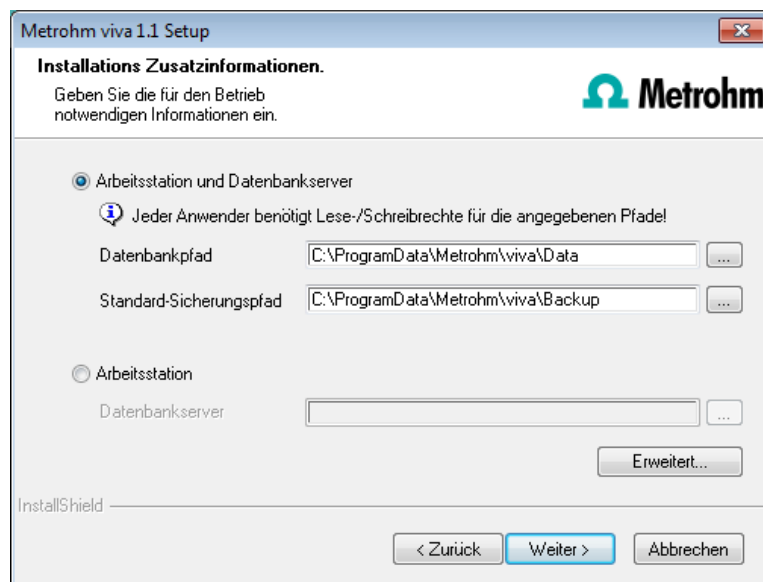 Metrohm viva 1.1 Setup
Installations Zusatzinformationen.
Geben Sie die für den Betrieb
notwendigen Informationen ein.
Metrohm
Arbeitsstation und Datenbankserver
Jeder Anwender benötigt Lese-/Schreibrechte für die angegebenen Pfade!
Datenbankpfad C:\ProgramData\Metrohm\viva\Data ...
Standard-Sicherungspfad C:\ProgramData\Metrohm\viva\Backup ...
Arbeitsstation
Datenbankserver ...
Erweitert...
InstallShield
< Zurück Weiter > Abbrechen